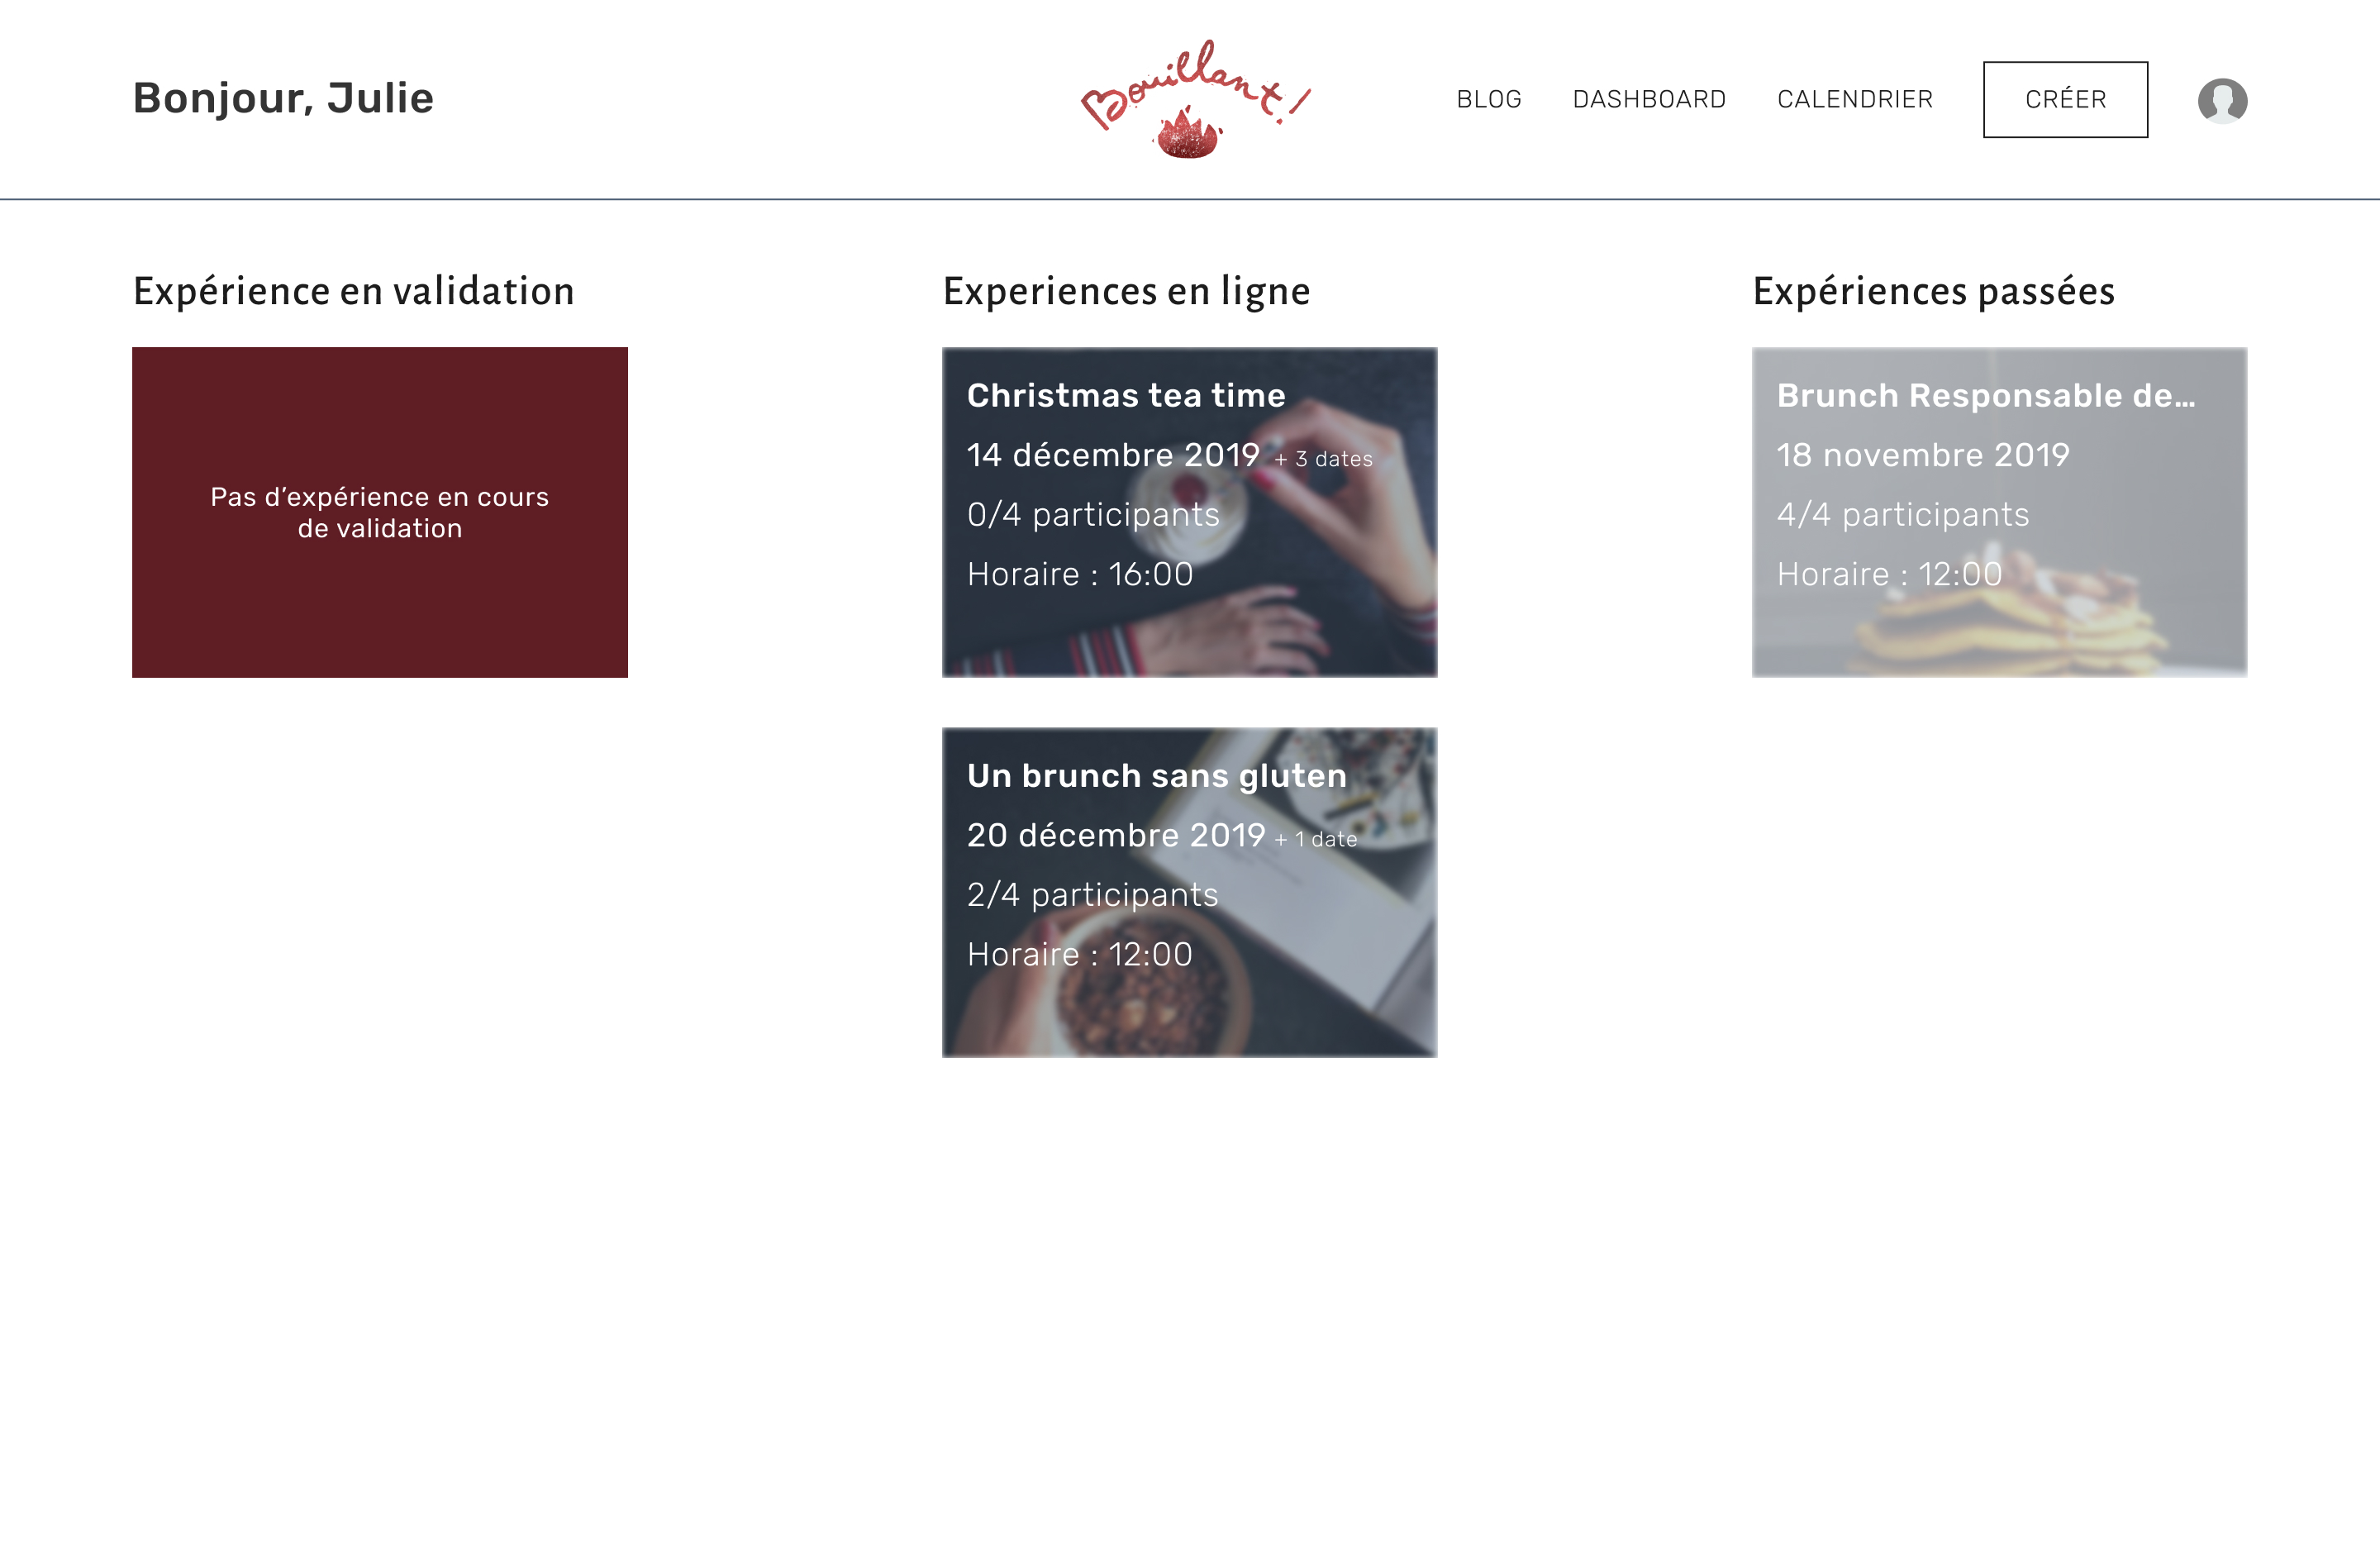 Bonjour, Julie
Bouillant!
BLOG
DASHBOARD
CALENDRIER
CRÉER
Expérience en validation
Pas d’expérience en cours
de validation
Experiences en ligne
Christmas tea time
14 décembre 2019 + 3 dates
0/4 participants
Horaire : 16:00
Un brunch sans gluten
20 décembre 2019 + 1 date
2/4 participants
Horaire : 12:00
Expériences passées
Brunch Responsable de...
18 novembre 2019
4/4 participants
Horaire : 12:00